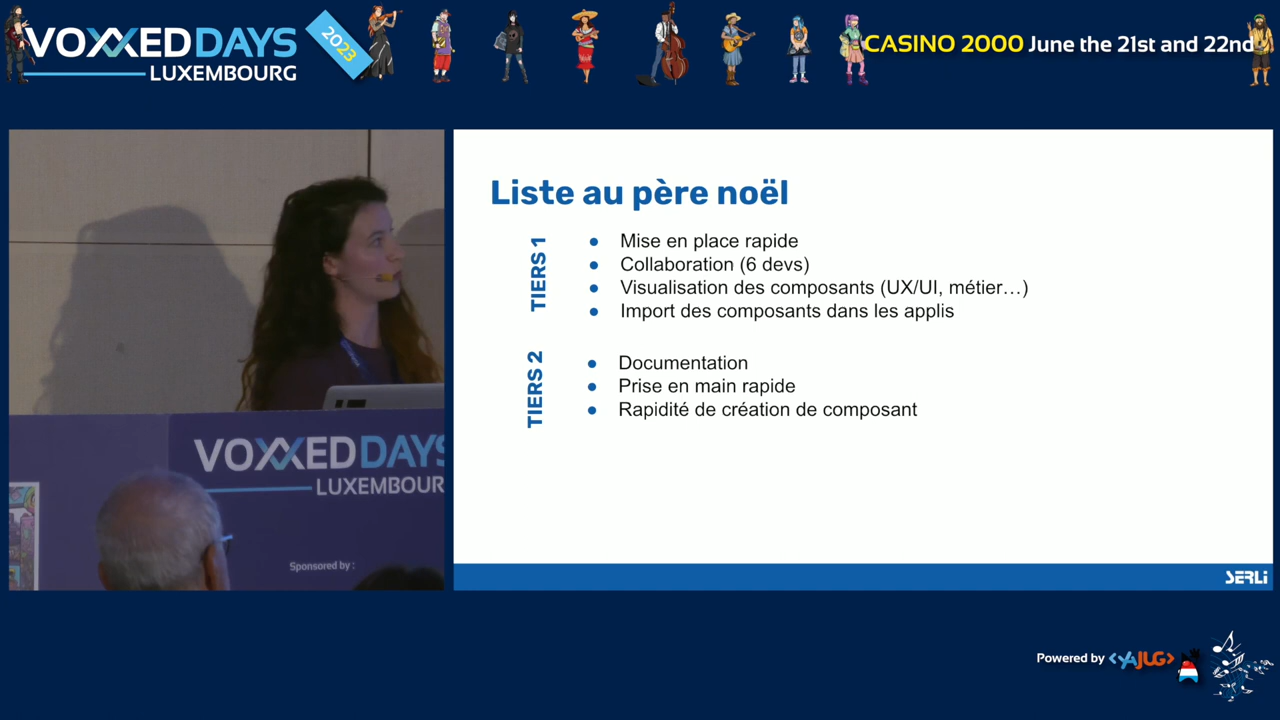 VOXXEDDAYS
LUXEMBOURG
2023
CASINO 2000 June the 21st and 22nd
Liste au père noël
TIERS 1
● Mise en place rapide
● Collaboration (6 devs)
● Visualisation des composants (UX/UI, métier…)
● Import des composants dans les applis
TIERS 2
● Documentation
● Prise en main rapide
● Rapidité de création de composant
VOXXEDDAYS
LUXEMBOUR
Sponsored by :
SERLI
Powered by <YAJUG>